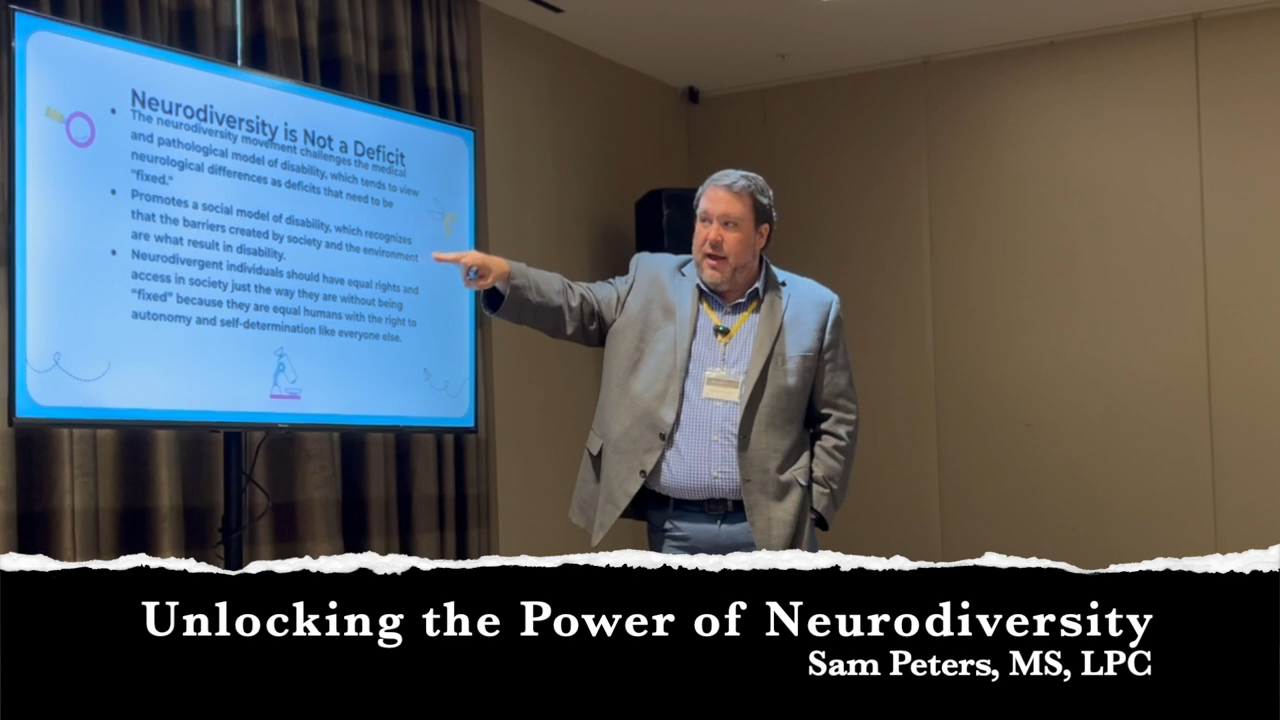 Neurodiversity is Not a Deficit
• The neurodiversity movement challenges the medical
and pathological model of disability, which tends to view
neurological differences as deficits that need to be
"fixed."
• Promotes a social model of disability, which recognizes
that the barriers created by society and the environment
are what result in disability.
• Neurodivergent individuals should have equal rights and
access in society just the way they are without being
"fixed" because they are equal humans with the right to
autonomy and self-determination like everyone else.
Unlocking the Power of Neurodiversity
Sam Peters, MS, LPC